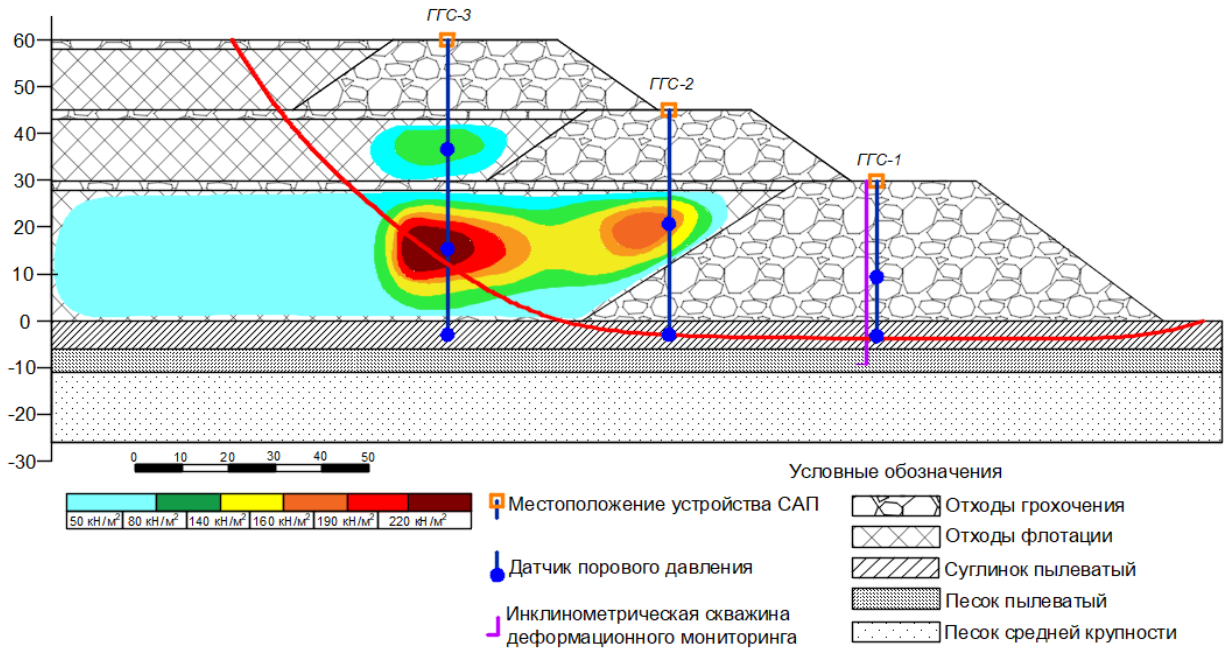 ГГС-3
ГГС-2
ГГС-1
60
50
40
30
20
10
0
-10
-20
-30
0 10 20 30 40 50
50 кН/м² 80 кН/м² 140 кН/м² 160 кН/м² 190 кН/м² 220 кН/м²
Местоположение устройства САП
Датчик порового давления
Инклинометрическая скважина
деформационного мониторинга
Условные обозначения
Отходы грохочения
Отходы флотации
Суглинок пылеватый
Песок пылеватый
Песок средней крупности